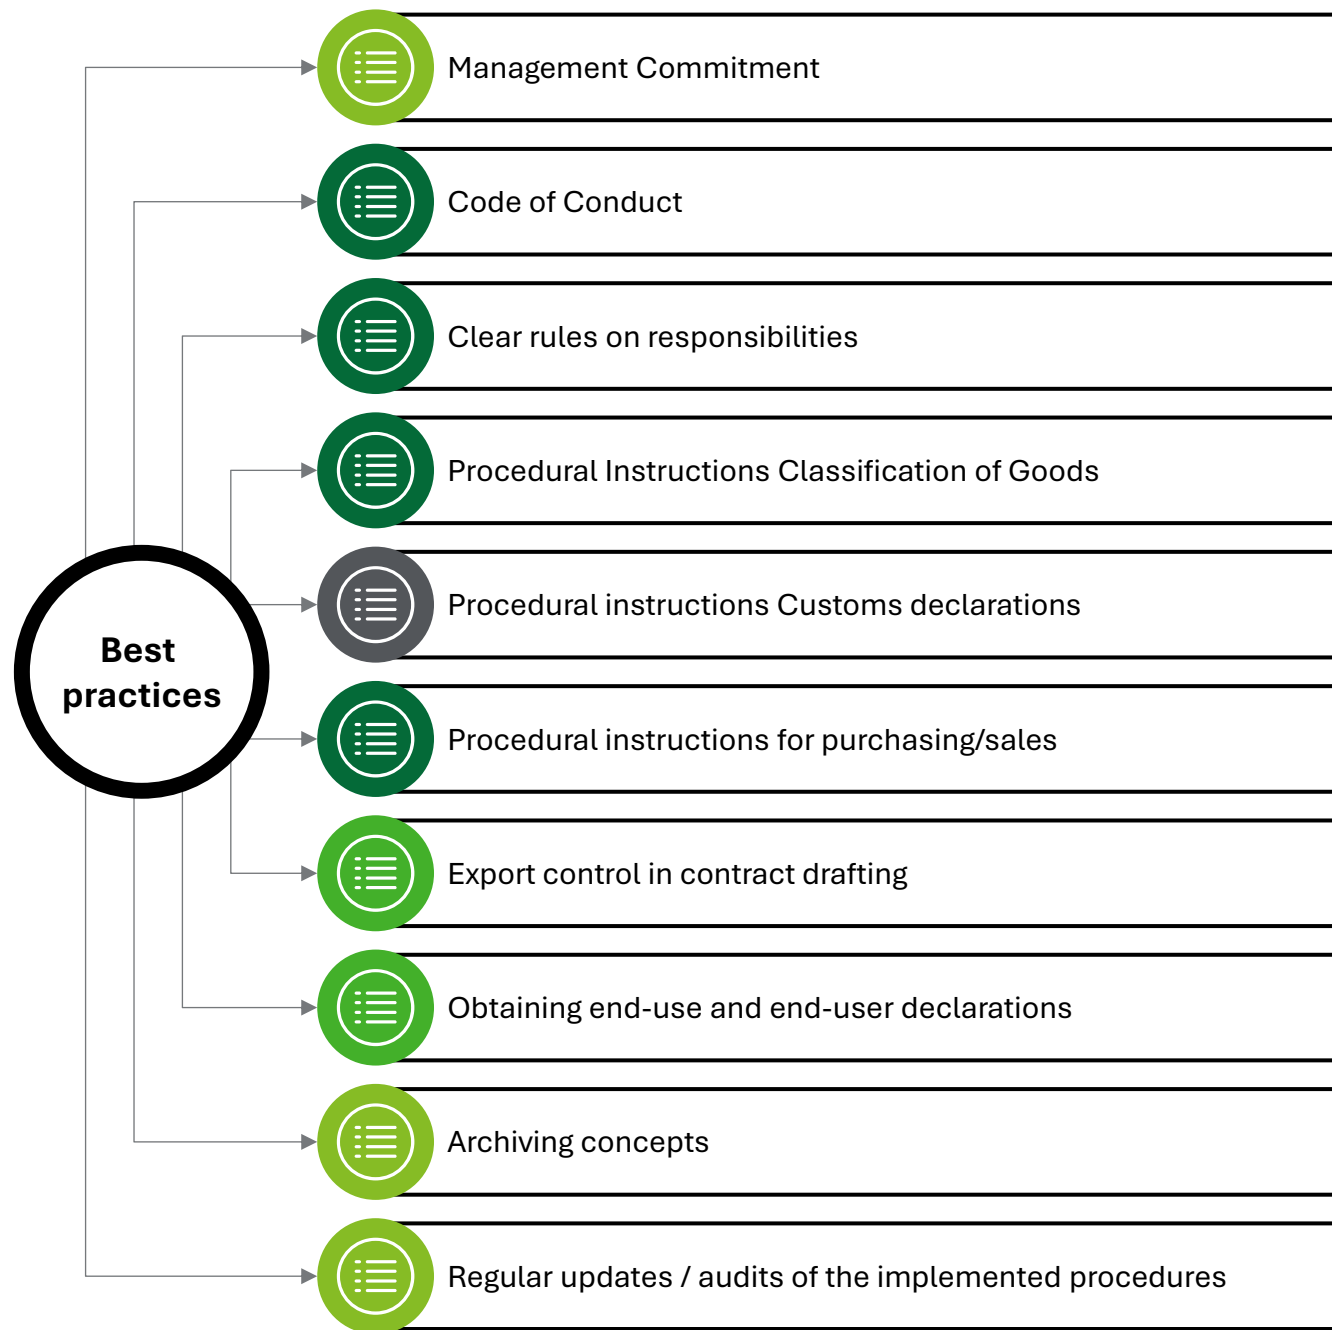 Management Commitment
Code of Conduct
Clear rules on responsibilities
Procedural Instructions Classification of Goods
Procedural instructions Customs declarations
Best
practices
Procedural instructions for purchasing/sales
Export control in contract drafting
Obtaining end-use and end-user declarations
Archiving concepts
Regular updates / audits of the implemented procedures